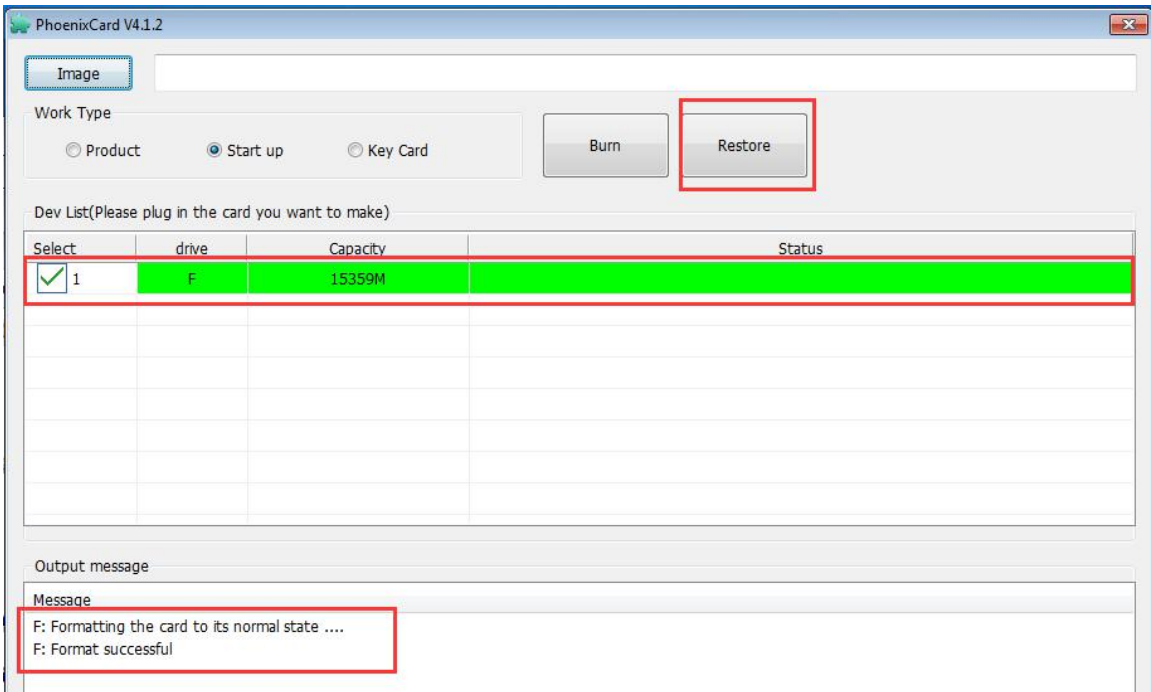 PhoenixCard V4.1.2
Image
Work Type
Product Start up Key Card
Burn
Restore
Dev List(Please plug in the card you want to make)
Select drive Capacity Status
1 F 15359M
Output message
Message
F: Formatting the card to its normal state ....
F: Format successful